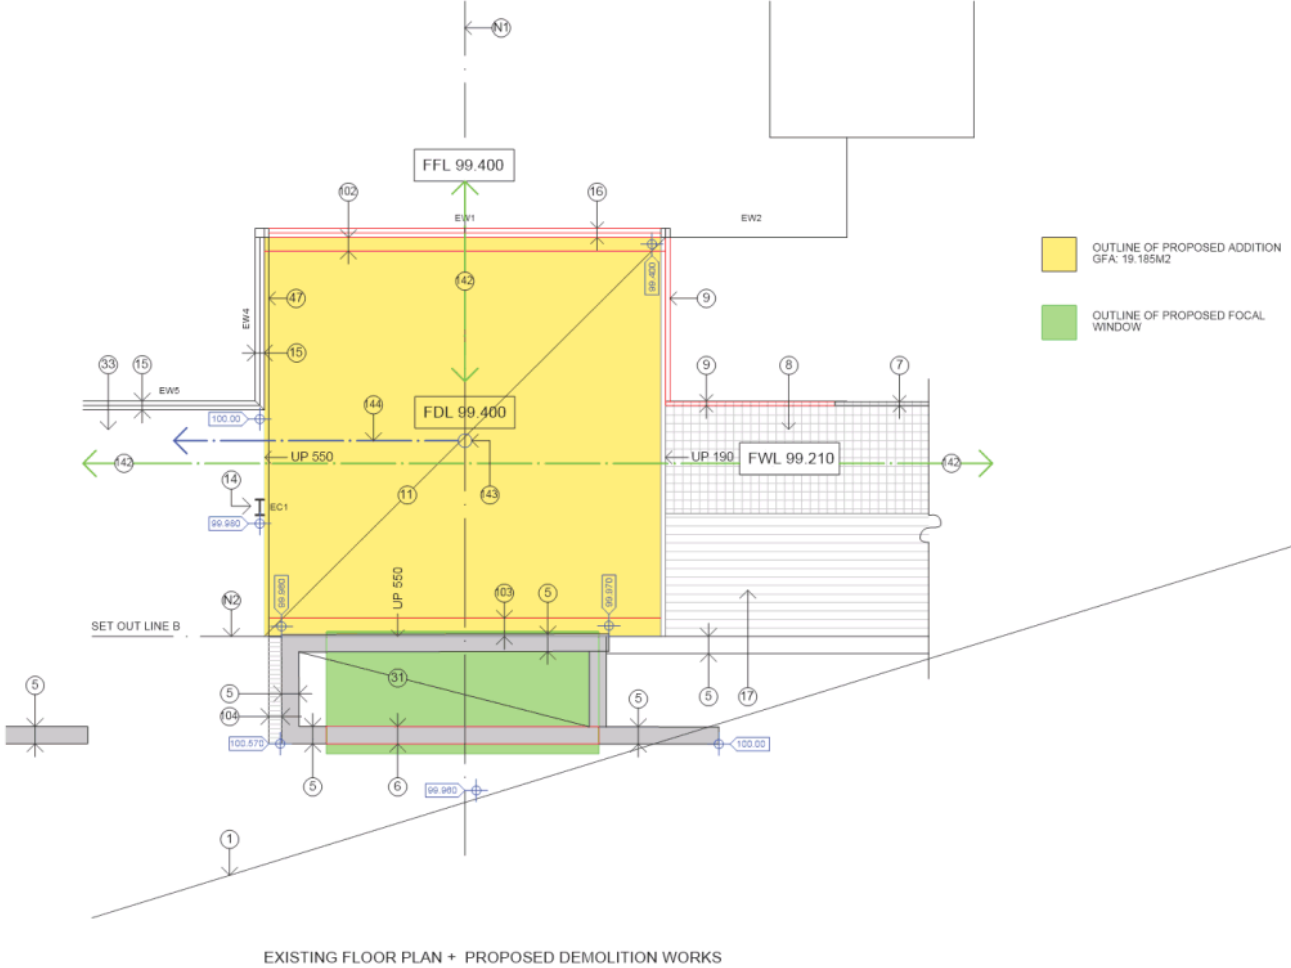 N1
FFL 99.400
102
16
EW1
EW2
OUTLINE OF PROPOSED ADDITION
GFA: 19.185M2
99.400
142
47
9
OUTLINE OF PROPOSED FOCAL
WINDOW
EW4
15
33
15
9
8
7
EW5
144
FDL 99.400
100.00
UP 550
UP 190
FWL 99.210
142
142
14
11
143
EC1
99.980
UP 550
99.960
103
5
99.970
N2
SET OUT LINE B
31
5
5
5
17
5
104
100.570
100.00
5
6
99.960
1
EXISTING FLOOR PLAN + PROPOSED DEMOLITION WORKS